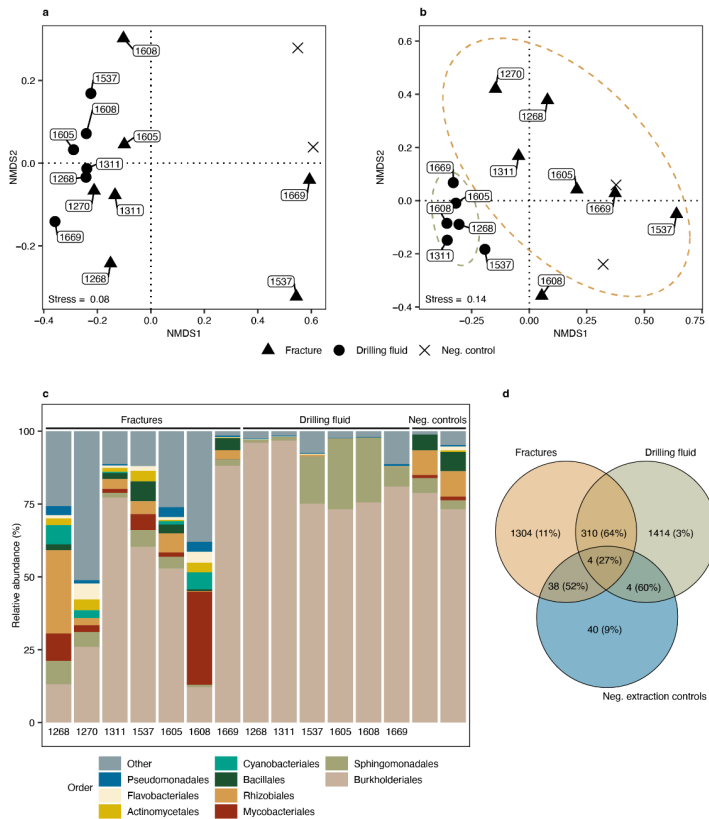 a
b
NMDS2
0.2
0.0
−0.2
1608
1537
1608
1605
1605
1311
1268
1270
1311
1669
1669
1268
1537
Stress = 0.08
−0.4
−0.2
0.0
0.2
0.4
0.6
NMDS1
NMDS2
0.6
0.4
0.2
0.0
−0.2
−0.4
1270
1268
1311
1669
1605
1605
1608
1669
1268
1537
1311
1537
1608
Stress = 0.14
−0.25
0.00
0.25
0.50
0.75
NMDS1
Fracture
Drilling fluid
Neg. control
c
Fractures
Drilling fluid
Neg. controls
Relative abundance (%)
100
75
50
25
0
1268 1270 1311 1537 1605 1608 1669 1268 1311 1537 1605 1608 1669
Order
Other
Pseudomonadales
Flavobacteriales
Actinomycetales
Cyanobacteriales
Bacillales
Rhizobiales
Mycobacteriales
Sphingomonadales
Burkholderiales
d
Fractures
Drilling fluid
1304 (11%)
310 (64%)
1414 (3%)
4 (27%)
38 (52%)
4 (60%)
40 (9%)
Neg. extraction controls